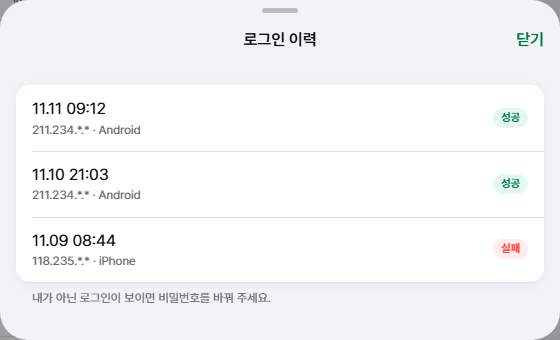 로그인 이력
닫기
11.11 09:12
211.234.*.* · Android
성공
11.10 21:03
211.234.*.* · Android
성공
11.09 08:44
118.235.*.* · iPhone
실패
내가 아닌 로그인이 보이면 비밀번호를 바꿔 주세요.